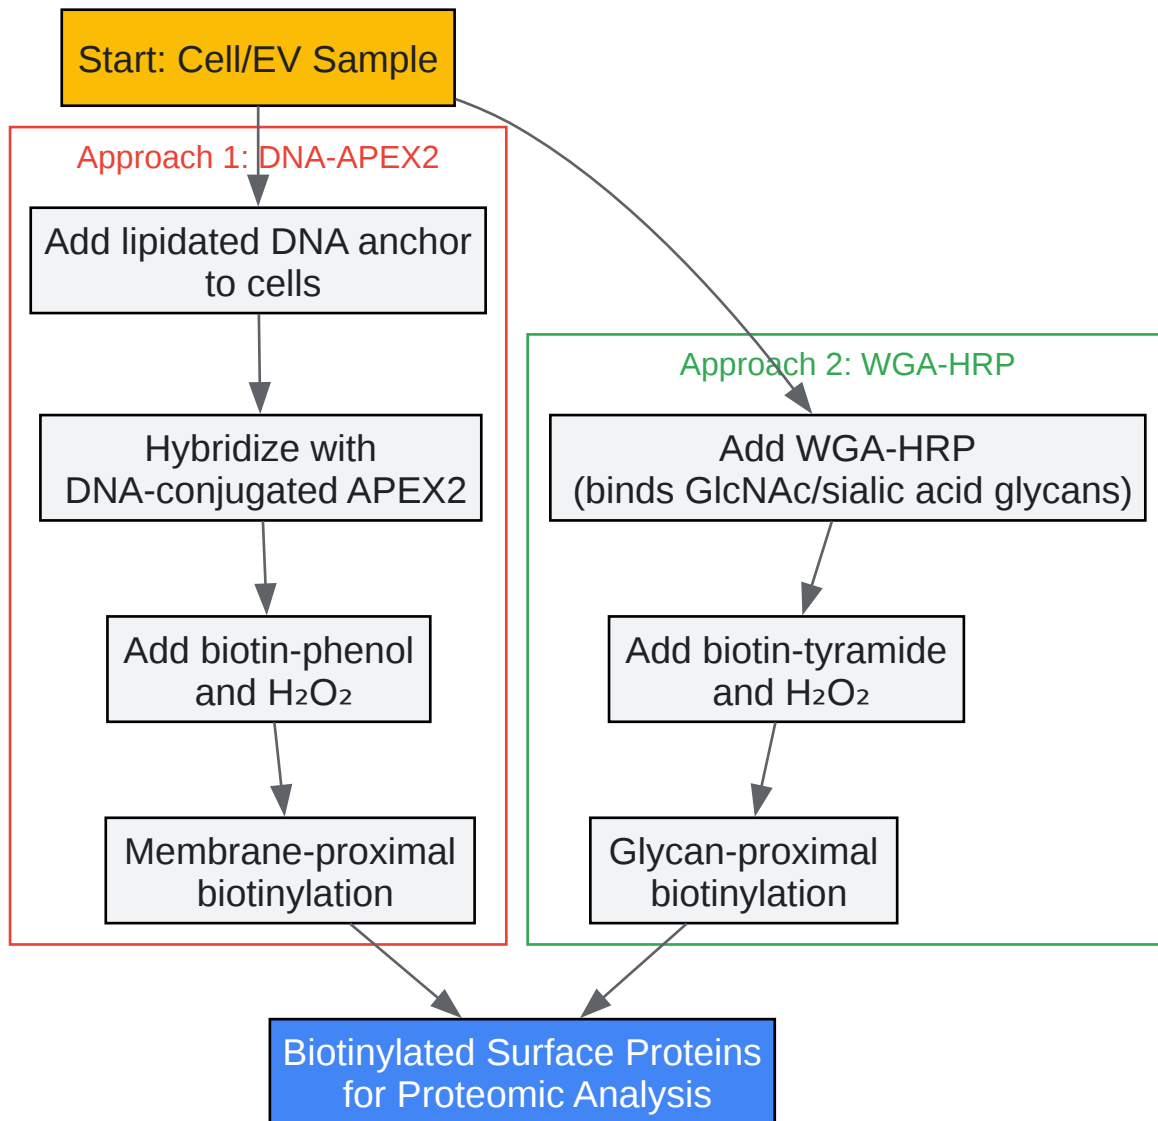 Start: Cell/EV Sample
Approach 1: DNA-APEX2
Add lipidated DNA anchor
to cells
Hybridize with
DNA-conjugated APEX2
Add biotin-phenol
and H₂O₂
Membrane-proximal
biotinylation
Approach 2: WGA-HRP
Add WGA-HRP
(binds GlcNAc/sialic acid glycans)
Add biotin-tyramide
and H₂O₂
Glycan-proximal
biotinylation
Biotinylated Surface Proteins
for Proteomic Analysis